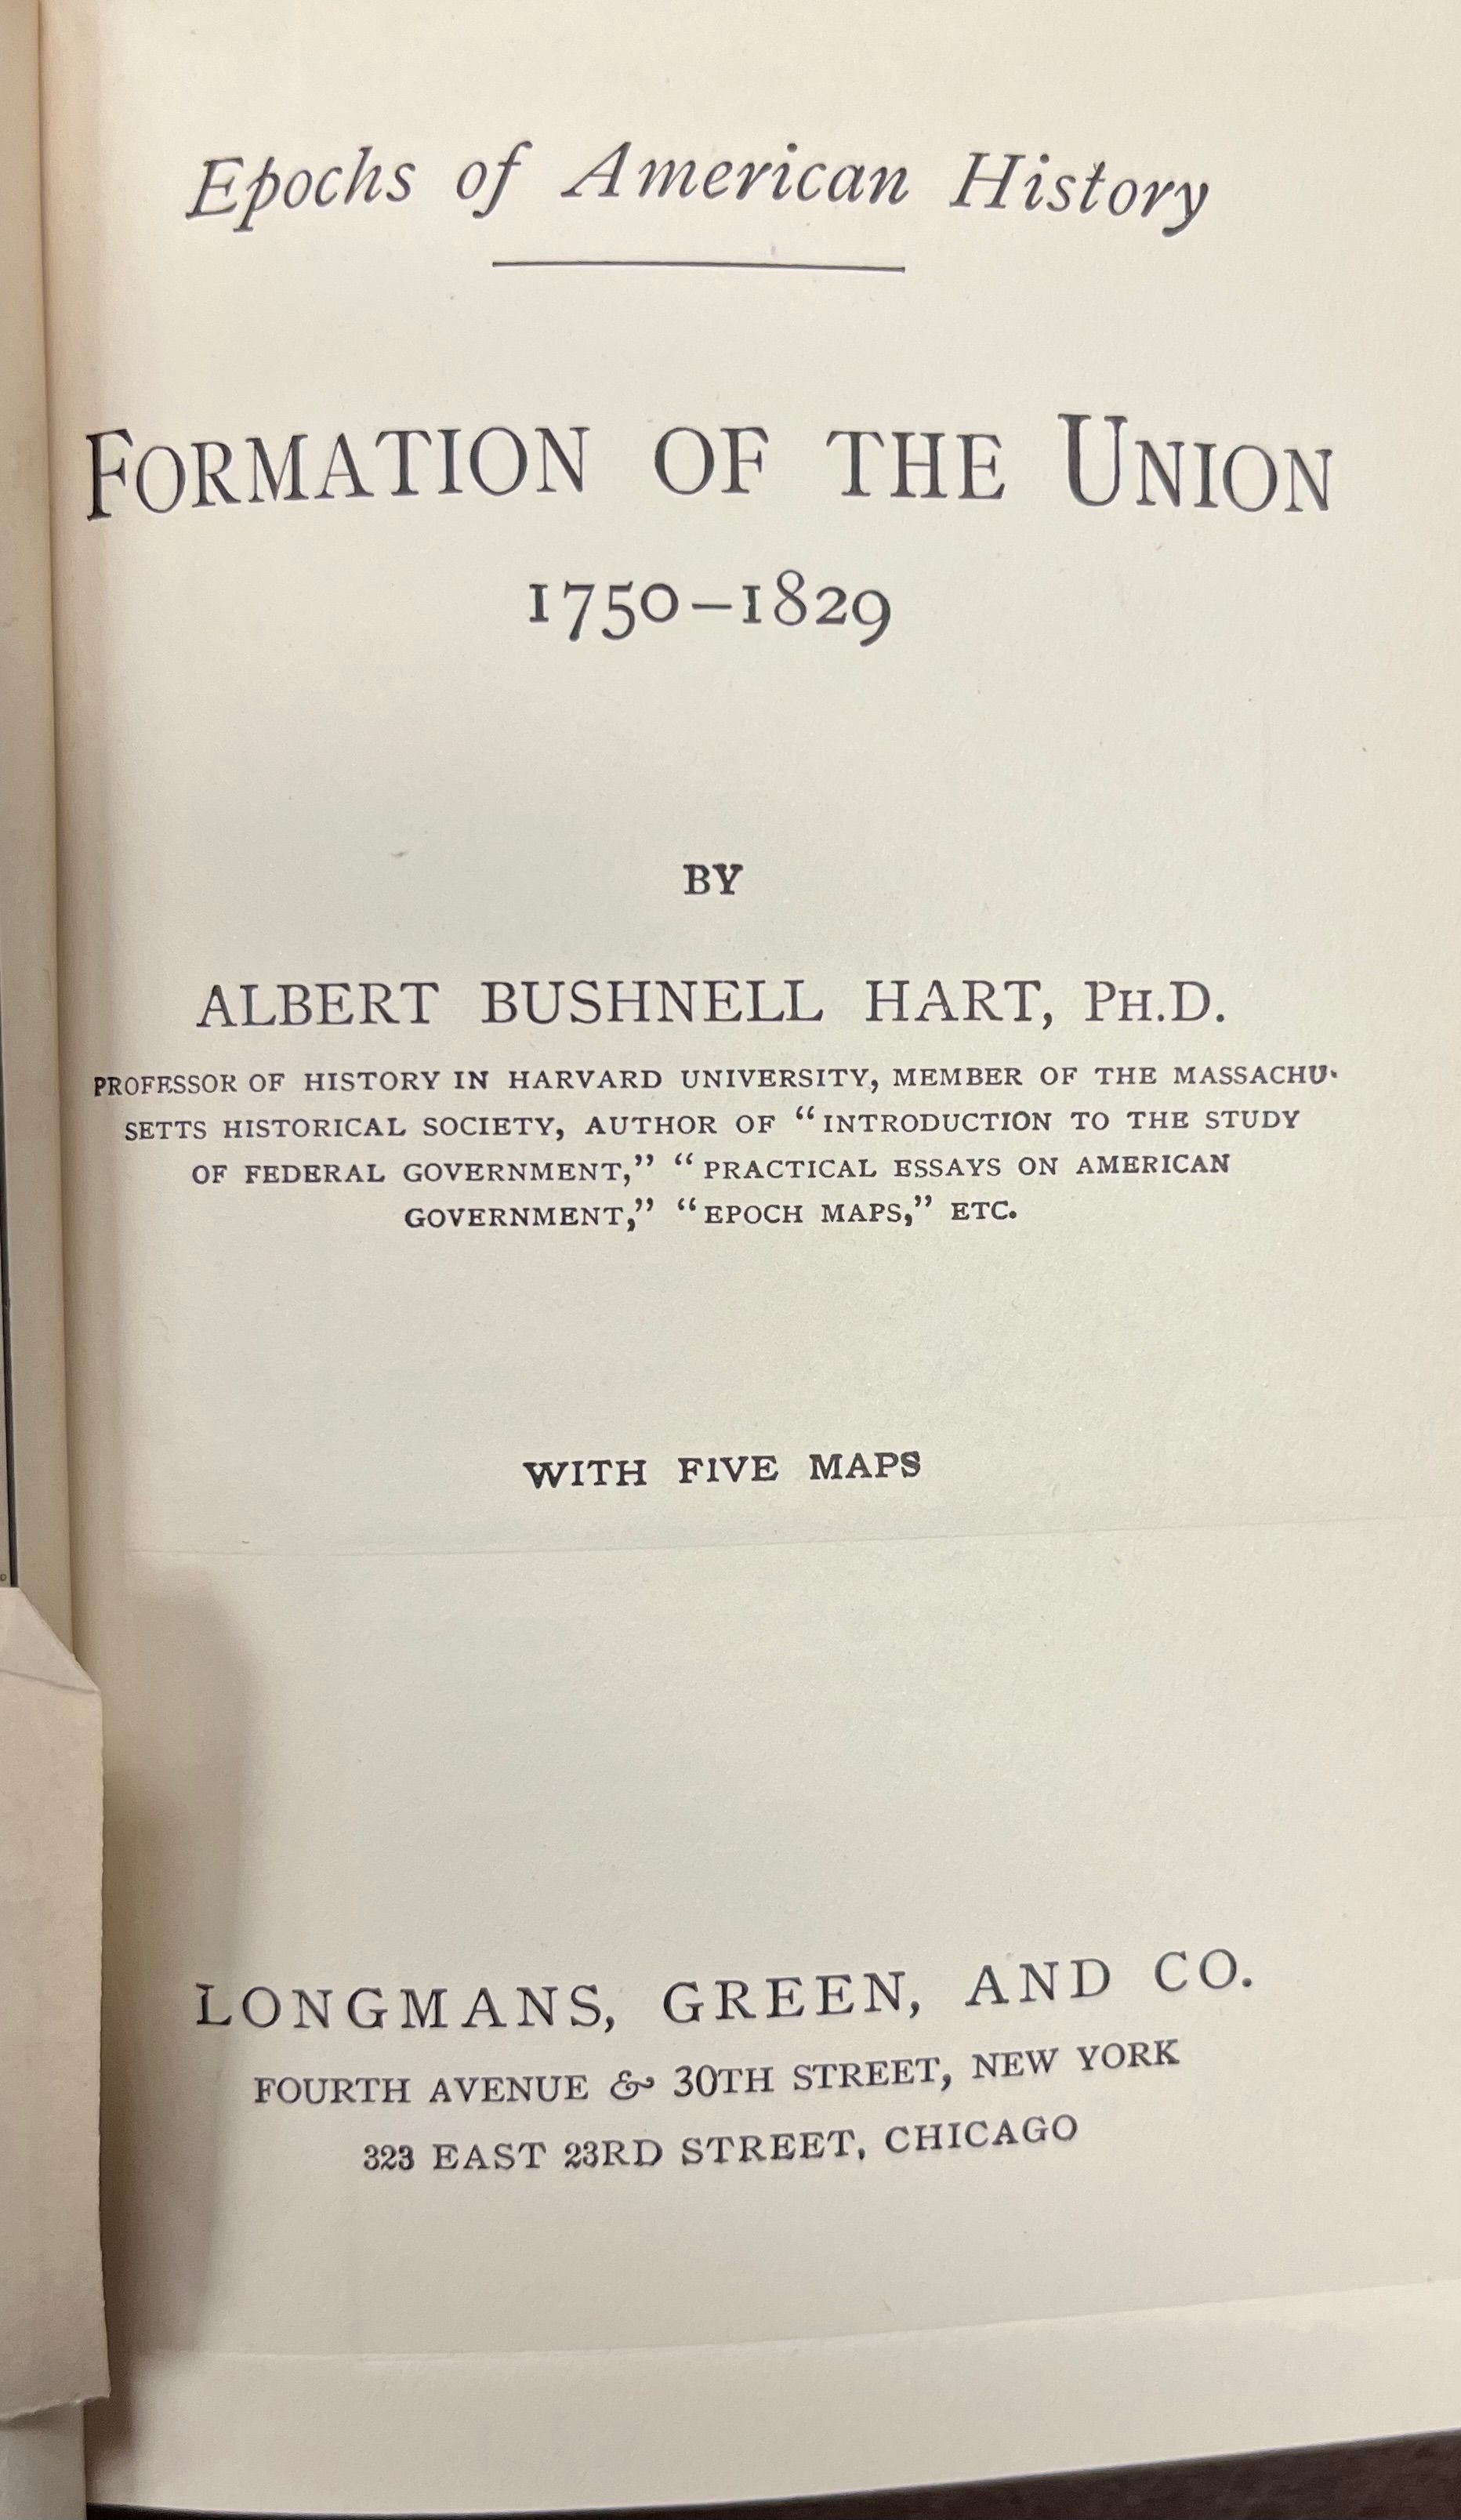 Epochs of American History
FORMATION OF THE UNION
1750–1829
BY
ALBERT BUSHNELL HART, PH.D.
PROFESSOR OF HISTORY IN HARVARD UNIVERSITY, MEMBER OF THE MASSACHU-
SETTS HISTORICAL SOCIETY, AUTHOR OF “INTRODUCTION TO THE STUDY
OF FEDERAL GOVERNMENT,” “PRACTICAL ESSAYS ON AMERICAN
GOVERNMENT,” “EPOCH MAPS,” ETC.
WITH FIVE MAPS
LONGMANS, GREEN, AND CO.
FOURTH AVENUE & 30TH STREET, NEW YORK
323 EAST 23RD STREET, CHICAGO